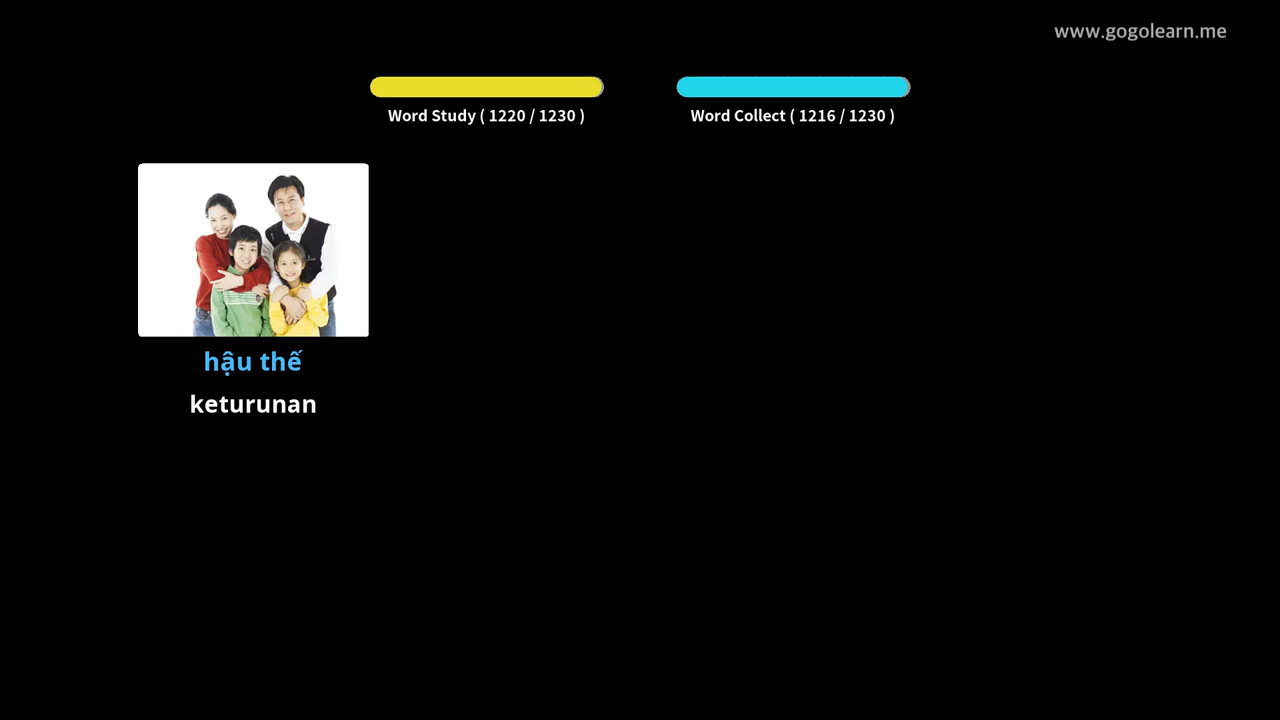 www.gogolearn.me
Word Study ( 1220 / 1230 )
Word Collect ( 1216 / 1230 )
hậu thế
keturunan